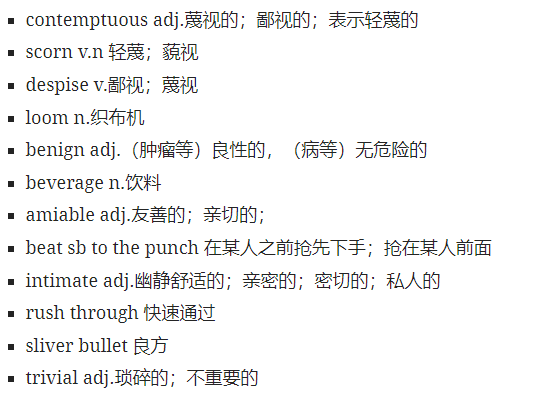 contemptuous adj.蔑视的；鄙视的；表示轻蔑的
scorn v.n 轻蔑；藐视
despise v.鄙视；蔑视
loom n.织布机
benign adj.（肿瘤等）良性的，（病等）无危险的
beverage n.饮料
amiable adj.友善的；亲切的；
beat sb to the punch 在某人之前抢先下手；抢在某人前面
intimate adj.幽静舒适的；亲密的；密切的；私人的
rush through 快速通过
sliver bullet 良方
trivial adj.琐碎的；不重要的